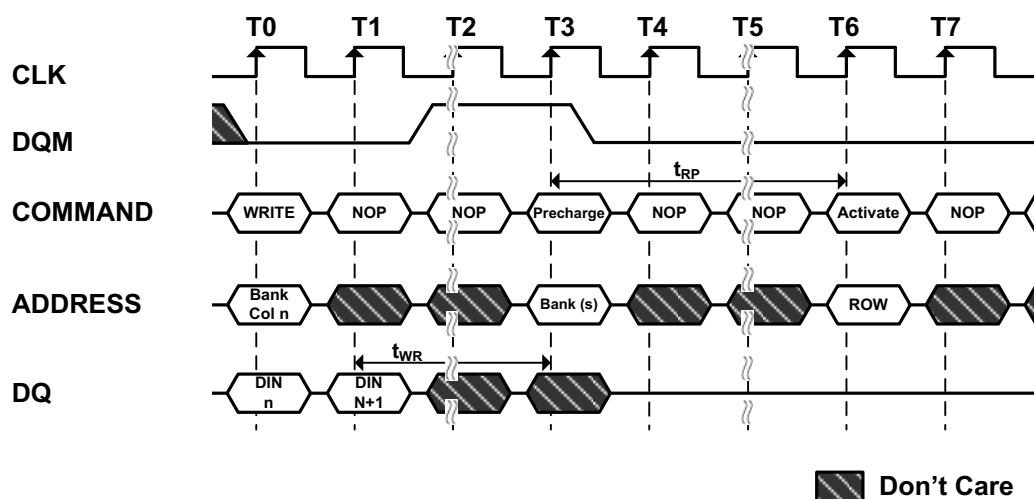 T0 T1 T2 T3 T4 T5 T6 T7
CLK
DQM
tRP
COMMAND WRITE NOP NOP Precharge NOP NOP Activate NOP
ADDRESS Bank Col n Bank (s) ROW
tWR
DQ DIN n DIN N+1
Don't Care